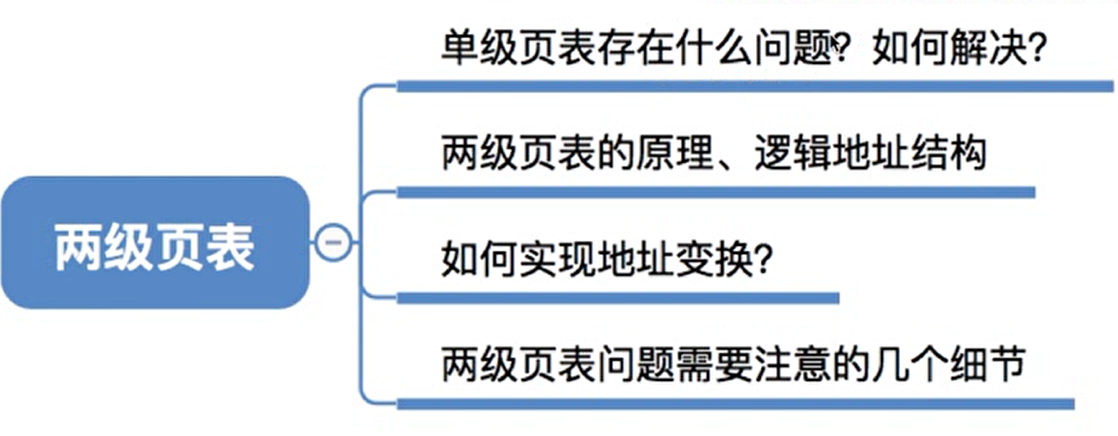 单级页表存在什么问题？如何解决？
两级页表的原理、逻辑地址结构
两级页表
如何实现地址变换？
两级页表问题需要注意的几个细节